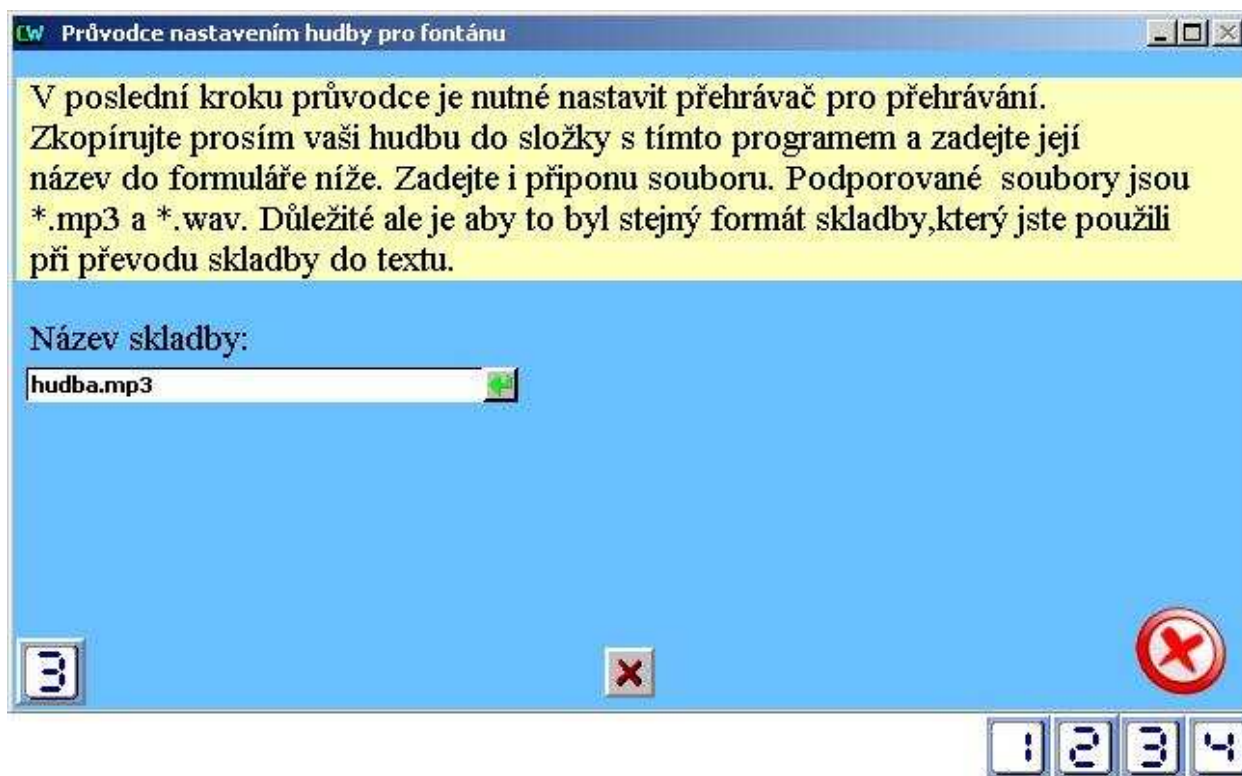 CW Průvodce nastavením hudby pro fontánu
V poslední kroku průvodce je nutné nastavit přehrávač pro přehrávání.
Zkopírujte prosím vaši hudbu do složky s tímto programem a zadejte její
název do formuláře níže. Zadejte i připonu souboru. Podporované soubory jsou
*.mp3 a *.wav. Důležité ale je aby to byl stejný formát skladby,který jste použili
při převodu skladby do textu.
Název skladby:
hudba.mp3
3
1 2 3 4